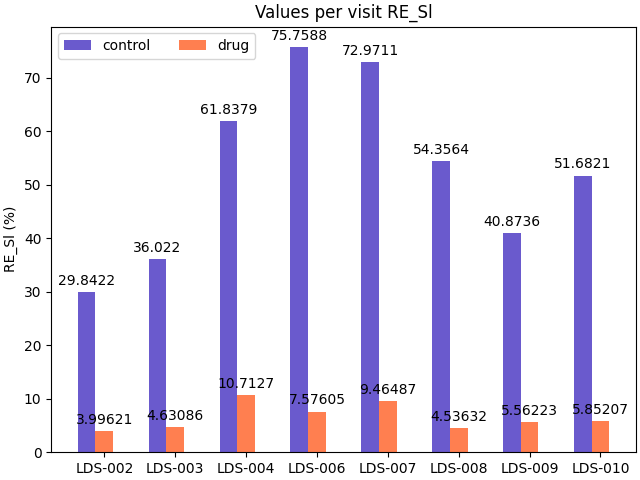 Values per visit RE_Sl
control
drug
RE_Sl (%)
70
60
50
40
30
20
10
0
29.8422
36.022
61.8379
75.7588
72.9711
54.3564
40.8736
51.6821
3.99621
4.63086
10.7127
7.57605
9.46487
4.53632
5.56223
5.85207
LDS-002
LDS-003
LDS-004
LDS-006
LDS-007
LDS-008
LDS-009
LDS-010